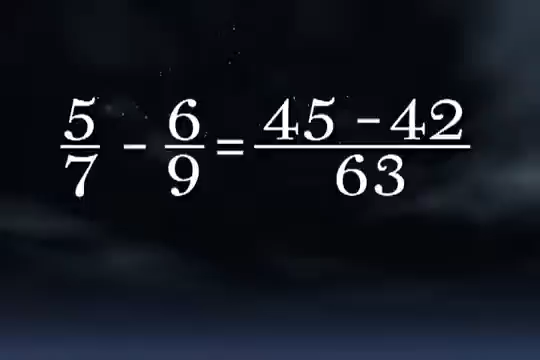 5/7 - 6/9 = 45 - 42/63